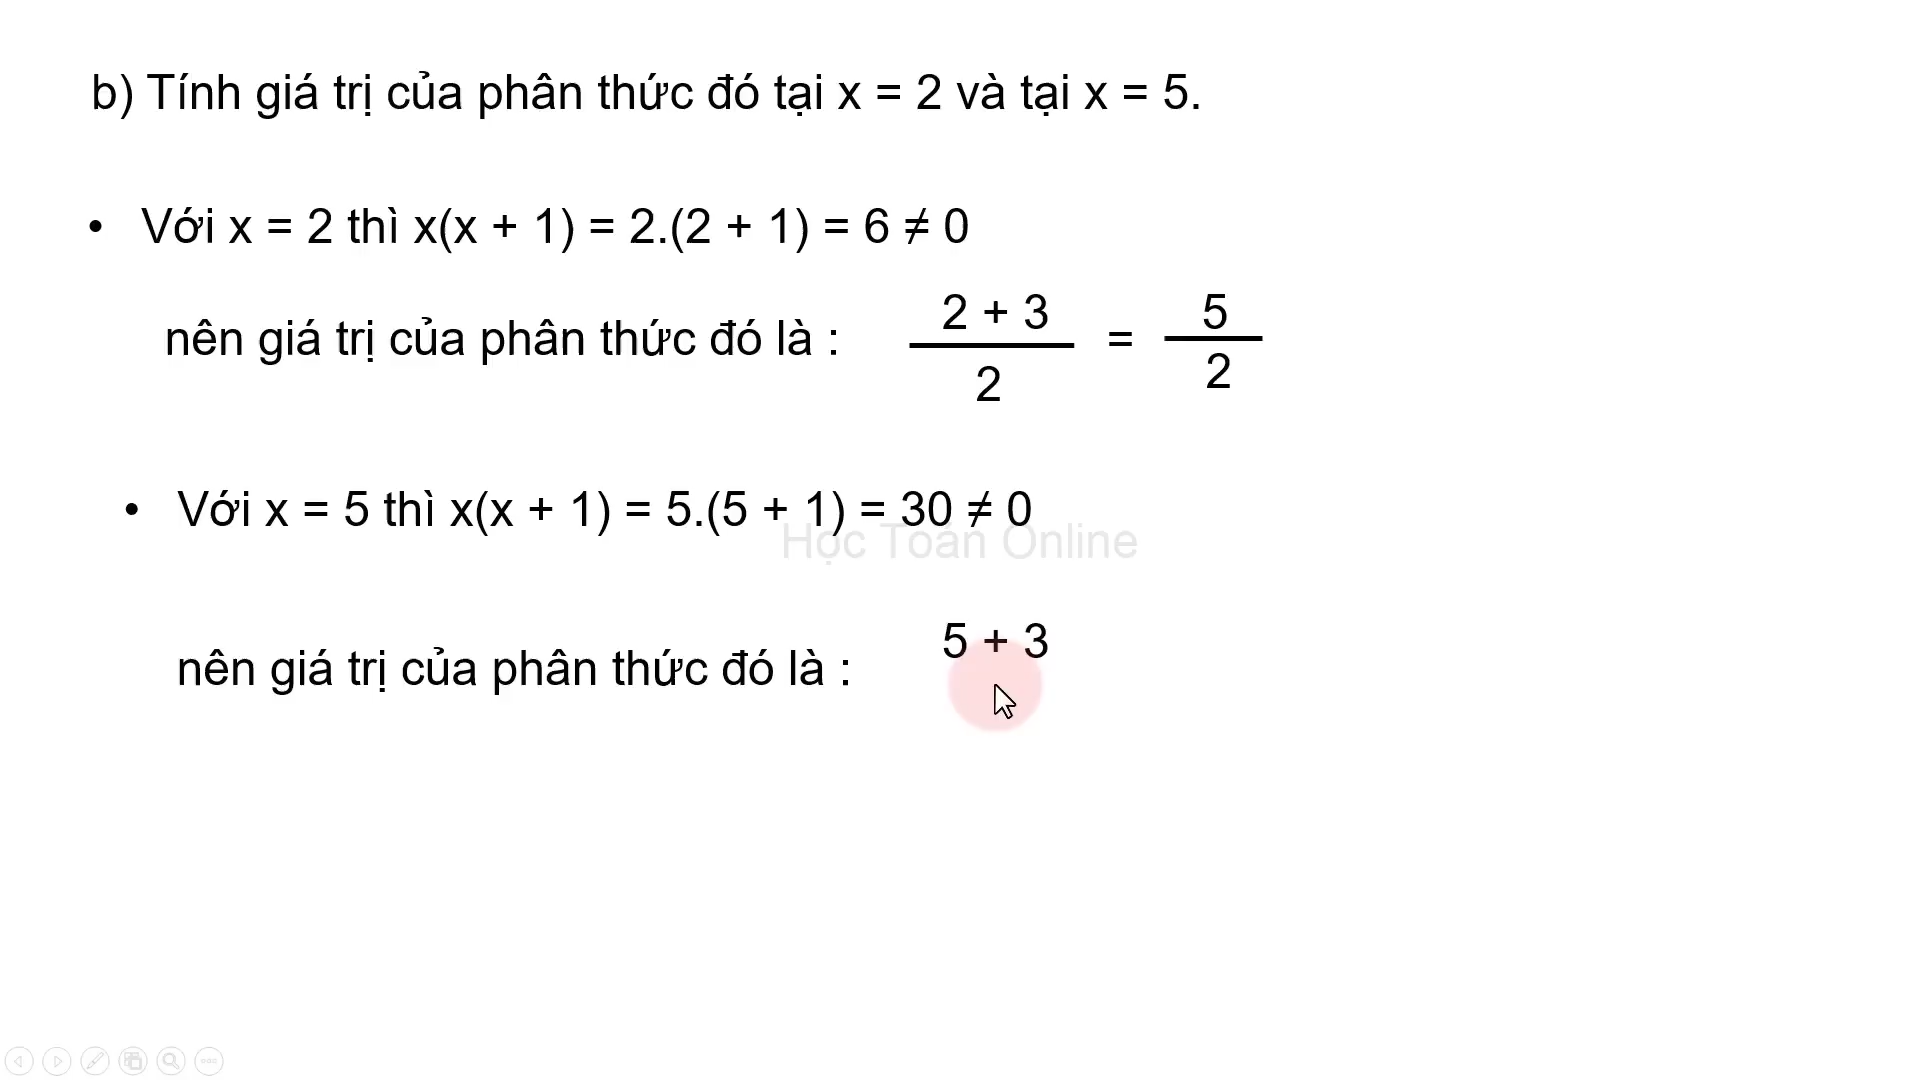 b) Tính giá trị của phân thức đó tại x = 2 và tại x = 5.
• Với x = 2 thì x(x + 1) = 2.(2 + 1) = 6 ≠ 0
nên giá trị của phân thức đó là :
2 + 3
2
=
5
2
• Với x = 5 thì x(x + 1) = 5.(5 + 1) = 30 ≠ 0
Học Toán Online
nên giá trị của phân thức đó là :
5 + 3